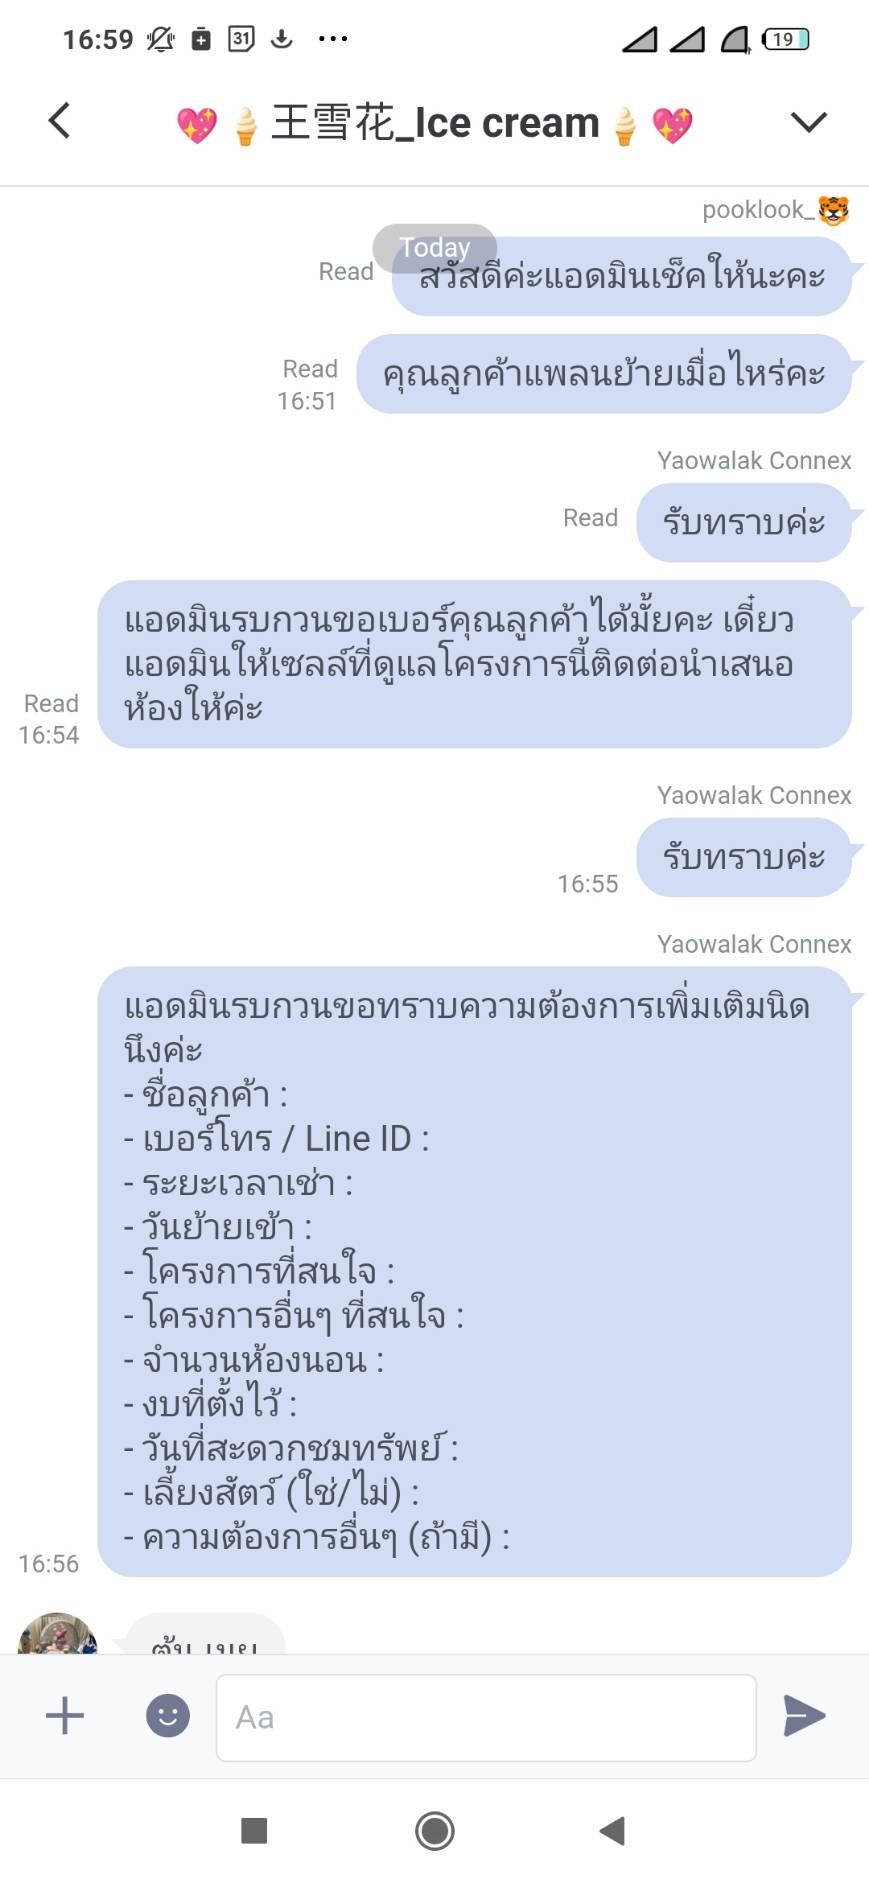 16:59
31
19
💖🍦王雪花_Ice cream🍦💖
pooklook_🐯
Today
Read
สวัสดีค่ะแอดมินเช็คให้นะคะ
Read
16:51
คุณลูกค้าแพลนย้ายเมื่อไหร่คะ
Yaowalak Connex
Read
รับทราบค่ะ
แอดมินรบกวนขอเบอร์คุณลูกค้าได้มั้ยคะ เดี๋ยว
แอดมินให้เซลล์ที่ดูแลโครงการนี้ติดต่อนำเสนอ
ห้องให้ค่ะ
Read
16:54
Yaowalak Connex
รับทราบค่ะ
16:55
Yaowalak Connex
แอดมินรบกวนขอทราบความต้องการเพิ่มเติมนิด
นึงค่ะ
- ชื่อลูกค้า :
- เบอร์โทร / Line ID :
- ระยะเวลาเช่า :
- วันย้ายเข้า :
- โครงการที่สนใจ :
- โครงการอื่นๆ ที่สนใจ :
- จำนวนห้องนอน :
- งบที่ตั้งไว้ :
- วันที่สะดวกชมทรัพย์ :
- เลี้ยงสัตว์ (ใช่/ไม่) :
- ความต้องการอื่นๆ (ถ้ามี) :
16:56
Aa